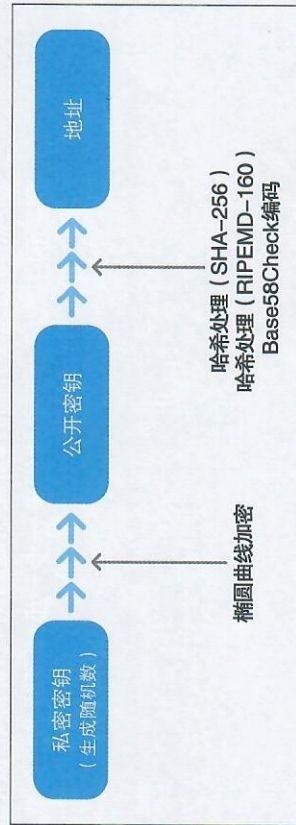 私密密钥
（生成随机数）
公开密钥
地址
椭圆曲线加密
哈希处理（SHA-256）
哈希处理（RIPEMD-160）
Base58Check编码